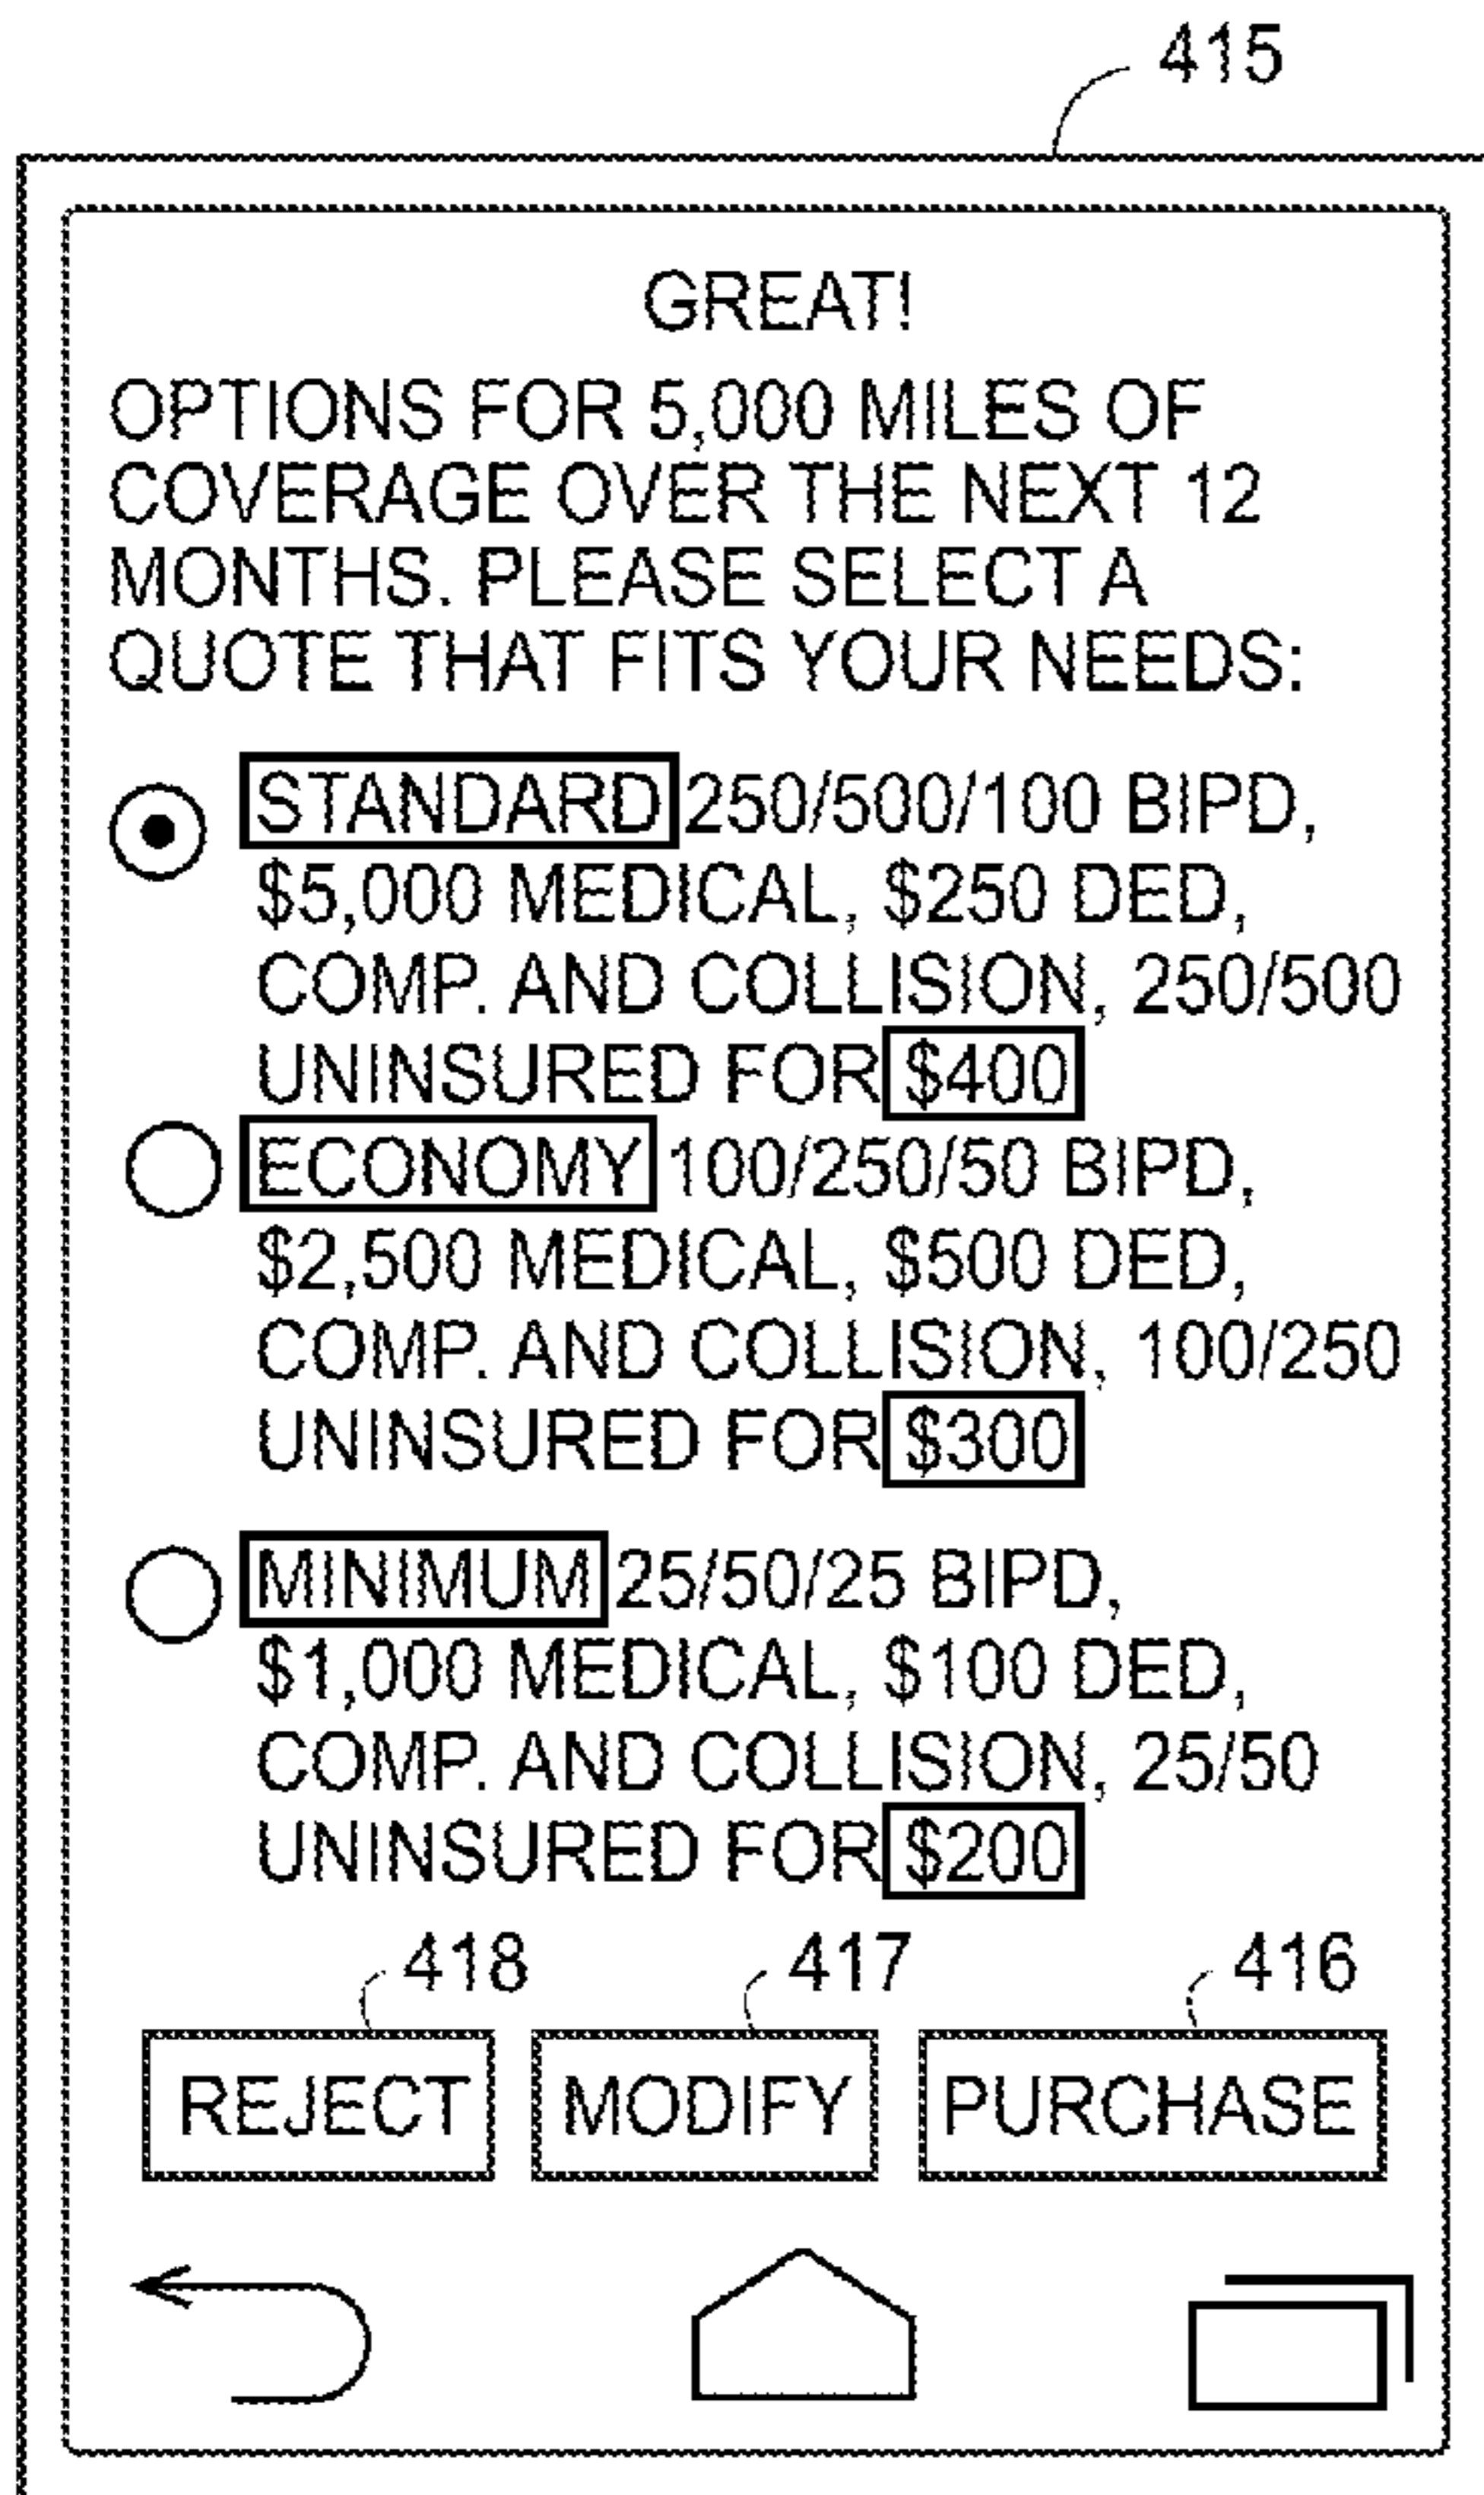 415
GREAT!
OPTIONS FOR 5,000 MILES OF
COVERAGE OVER THE NEXT 12
MONTHS. PLEASE SELECT A
QUOTE THAT FITS YOUR NEEDS:
STANDARD 250/500/100 BIPD,
$5,000 MEDICAL, $250 DED,
COMP. AND COLLISION, 250/500
UNINSURED FOR $400
ECONOMY 100/250/50 BIPD,
$2,500 MEDICAL, $500 DED,
COMP. AND COLLISION, 100/250
UNINSURED FOR $300
MINIMUM 25/50/25 BIPD,
$1,000 MEDICAL, $100 DED,
COMP. AND COLLISION, 25/50
UNINSURED FOR $200
418 417 416
REJECT MODIFY PURCHASE